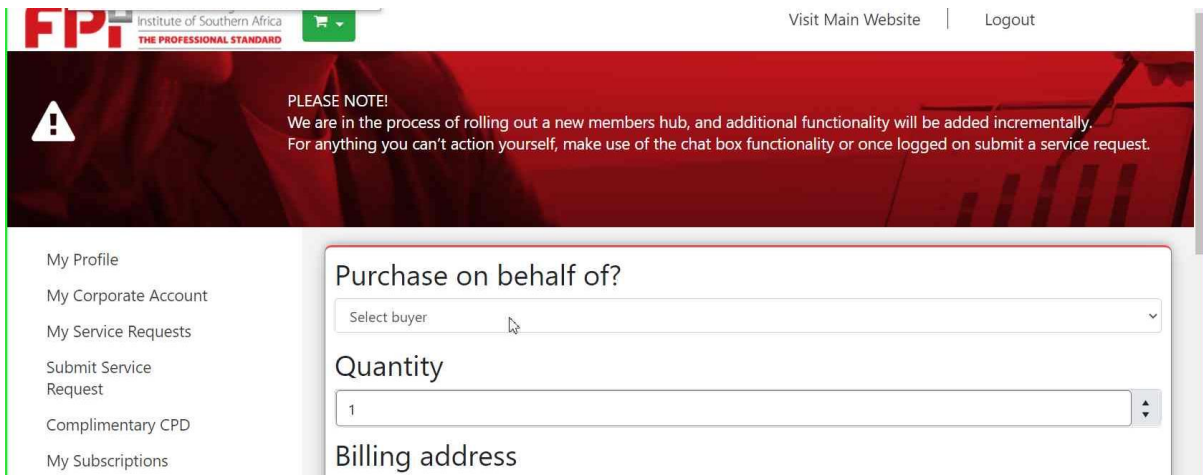 FPI
Institute of Southern Africa
THE PROFESSIONAL STANDARD
Visit Main Website
Logout
PLEASE NOTE!
We are in the process of rolling out a new members hub, and additional functionality will be added incrementally.
For anything you can't action yourself, make use of the chat box functionality or once logged on submit a service request.
My Profile
My Corporate Account
My Service Requests
Submit Service
Request
Complimentary CPD
My Subscriptions
Purchase on behalf of?
Select buyer
Quantity
1
Billing address